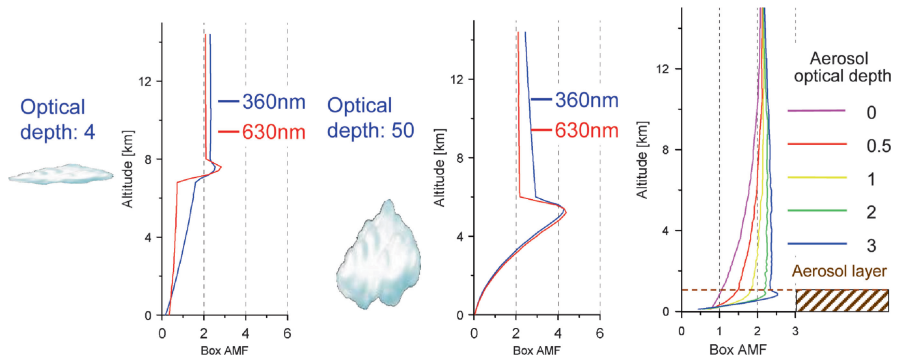 Optical
depth: 4
Altitude [km]
12
8
4
0
0 2 4 6
Box AMF
360nm
630nm
Optical
depth: 50
Altitude [km]
12
8
4
0
0 2 4 6
Box AMF
360nm
630nm
Altitude [km]
12
8
4
0
0 1 2 3
Box AMF
Aerosol
optical depth
0
0.5
1
2
3
Aerosol layer